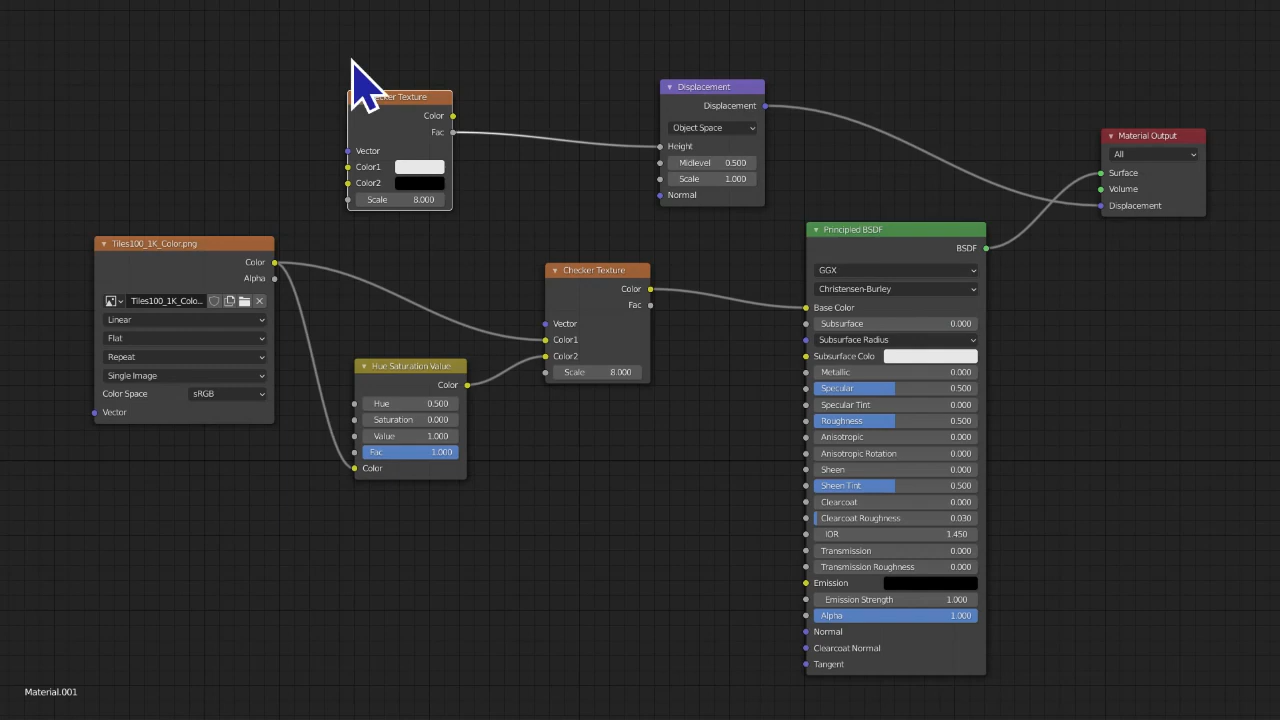 ecker Texture
Color
Fac
Vector
Color1
Color2
Scale 8.000
Displacement
Displacement
Object Space
Height
Midlevel 0.500
Scale 1.000
Normal
Material Output
All
Surface
Volume
Displacement
Tiles100_1K_Color.png
Color
Alpha
Tiles100_1K_Colo...
Linear
Flat
Repeat
Single Image
Color Space sRGB
Vector
Hue Saturation Value
Color
Hue 0.500
Saturation 0.000
Value 1.000
Fac 1.000
Color
Checker Texture
Color
Fac
Vector
Color1
Color2
Scale 8.000
Principled BSDF
BSDF
GGX
Christensen-Burley
Base Color
Subsurface 0.000
Subsurface Radius
Subsurface Colo
Metallic 0.000
Specular 0.500
Specular Tint 0.000
Roughness 0.500
Anisotropic 0.000
Anisotropic Rotation 0.000
Sheen 0.000
Sheen Tint 0.500
Clearcoat 0.000
Clearcoat Roughness 0.030
IOR 1.450
Transmission 0.000
Transmission Roughness 0.000
Emission
Emission Strength 1.000
Alpha 1.000
Normal
Clearcoat Normal
Tangent
Material.001